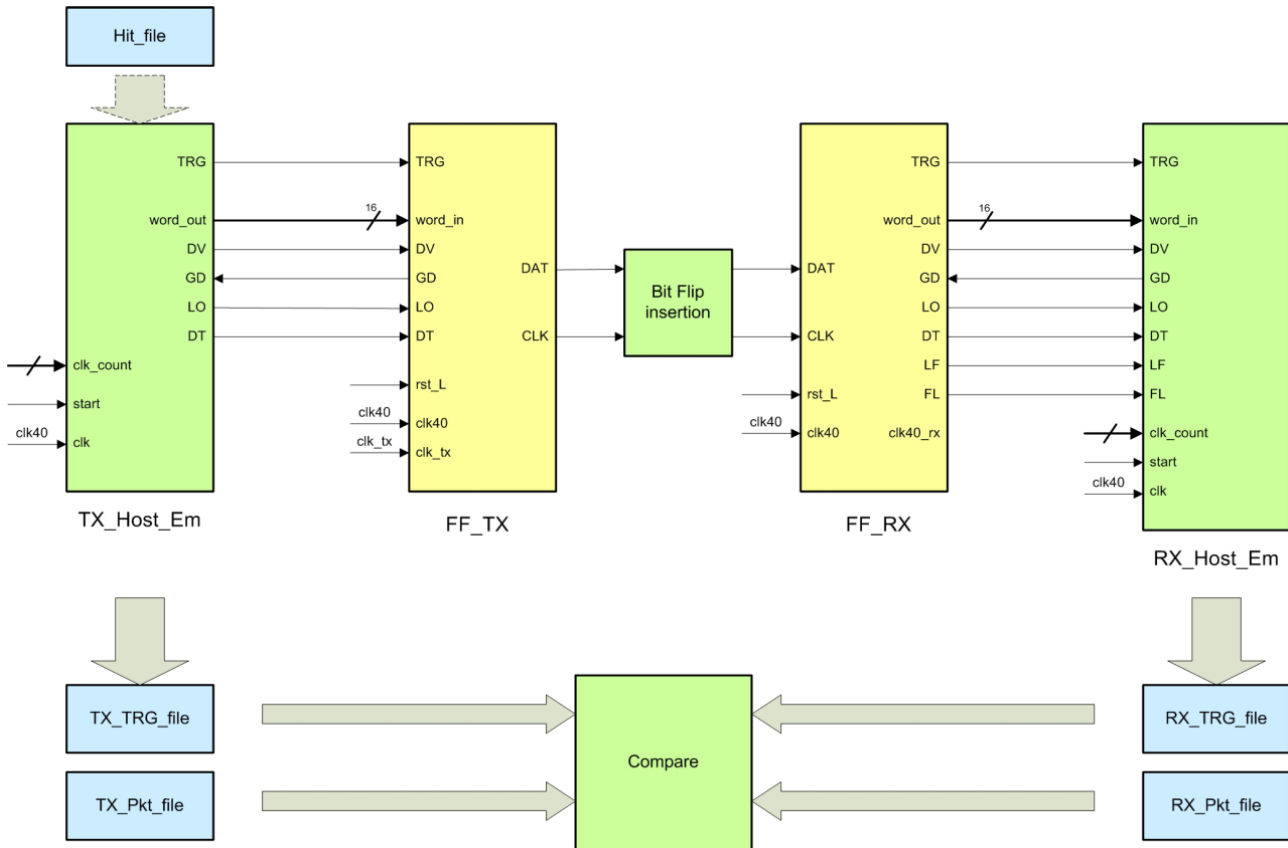 Hit_file
TRG
word_out
DV
GD
LO
DT
clk_count
start
clk40
clk
TX_Host_Em
16
TRG
word_in
DV
GD
LO
DT
DAT
CLK
rst_L
clk40
clk40
clk_tx
clk_tx
FF_TX
Bit Flip
insertion
DAT
CLK
rst_L
clk40
clk40
TRG
word_out
DV
GD
LO
DT
LF
FL
clk40_rx
FF_RX
16
TRG
word_in
DV
GD
LO
DT
LF
FL
clk_count
start
clk40
clk
RX_Host_Em
TX_TRG_file
TX_Pkt_file
Compare
RX_TRG_file
RX_Pkt_file